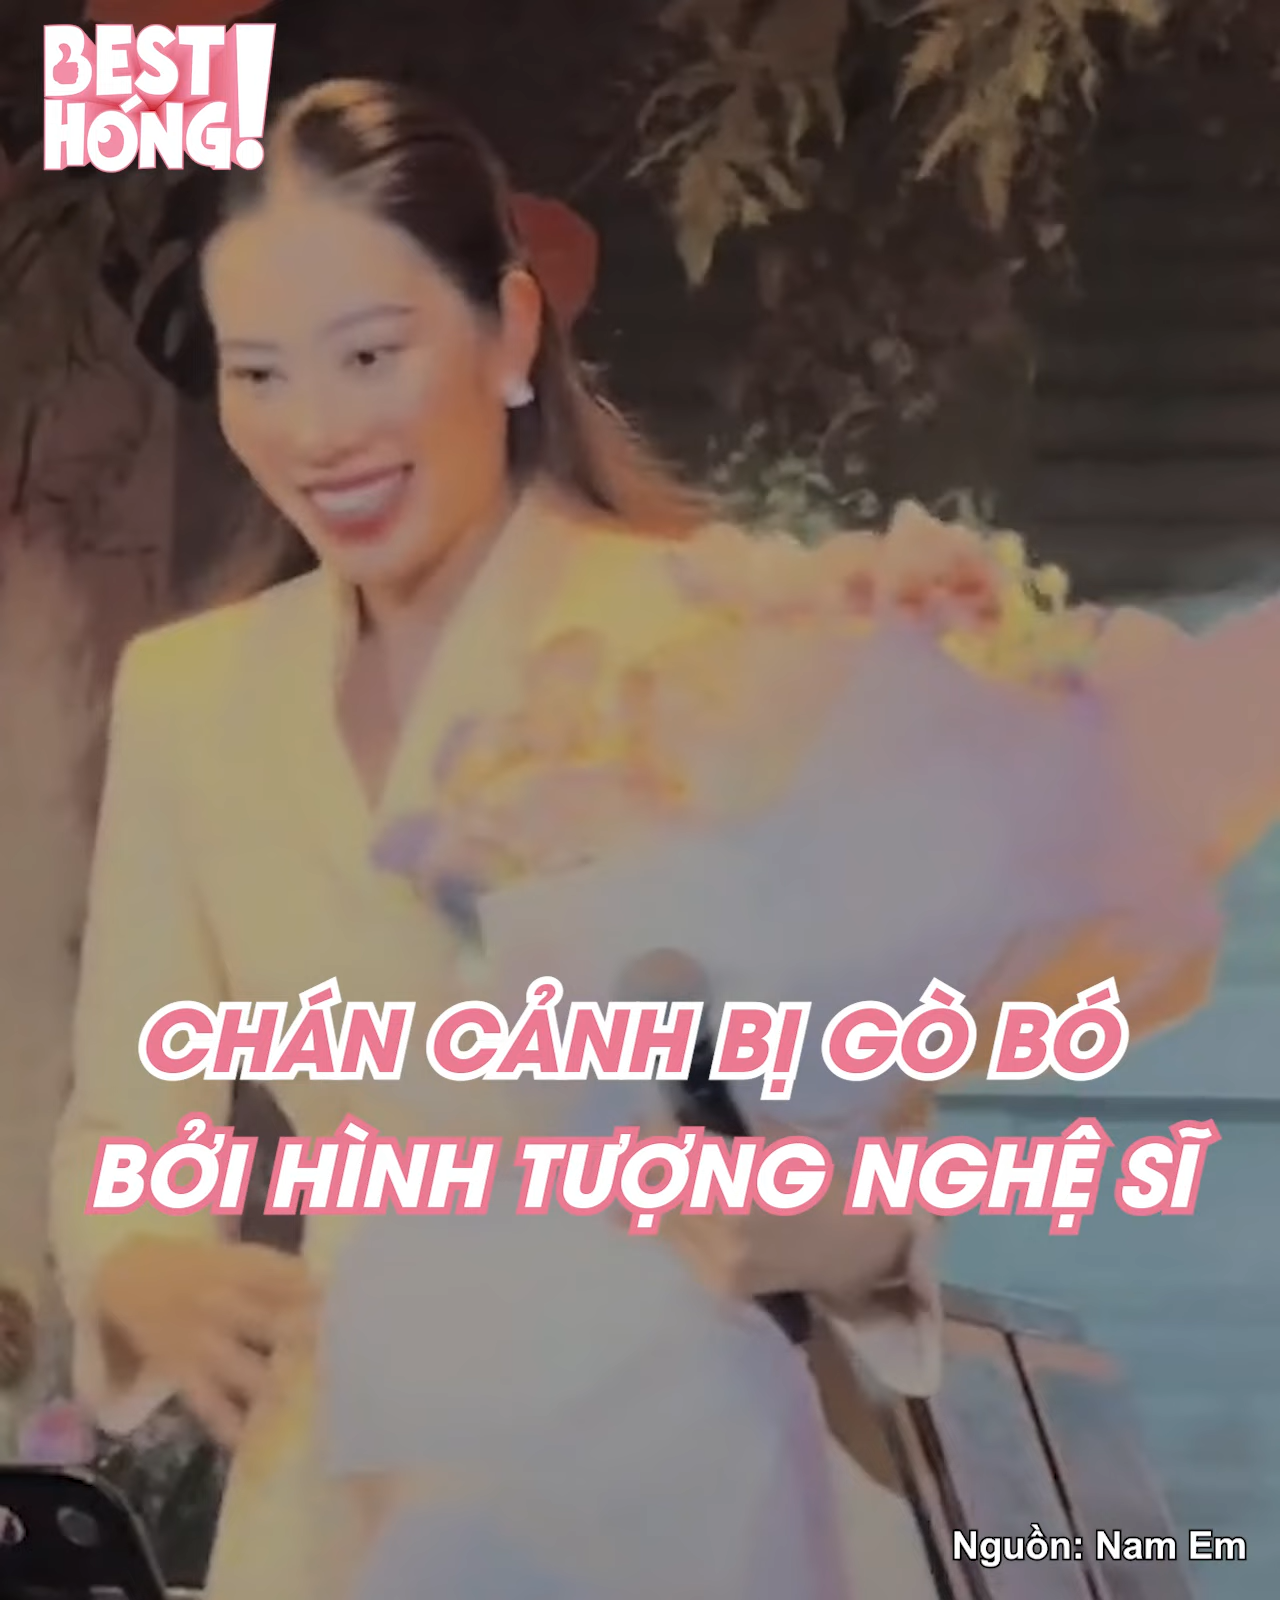 BEST
HÓNG!
CHÁN CẢNH BỊ GÒ BÓ
BỞI HÌNH TƯỢNG NGHỆ SĨ
Nguồn: Nam Em